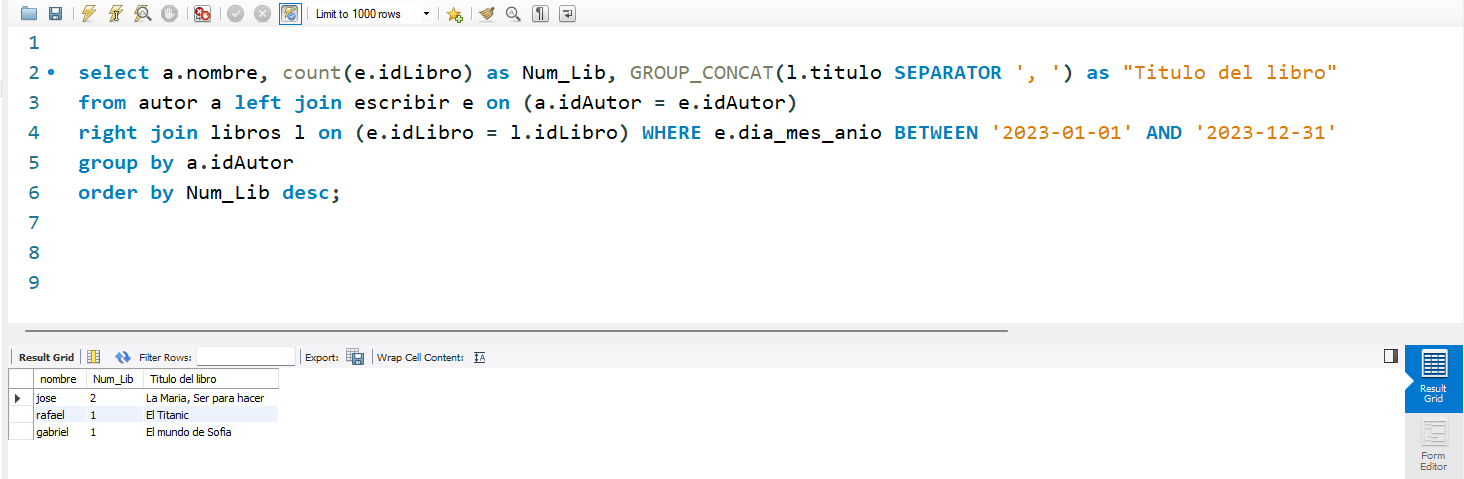 Limit to 1000 rows
1
2 select a.nombre, count(e.idLibro) as Num_Lib, GROUP_CONCAT(l.titulo SEPARATOR ', ') as "Titulo del libro"
3 from autor a left join escribir e on (a.idAutor = e.idAutor)
4 right join libros l on (e.idLibro = l.idLibro) WHERE e.dia_mes_anio BETWEEN '2023-01-01' AND '2023-12-31'
5 group by a.idAutor
6 order by Num_Lib desc;
7
8
9
Result Grid Filter Rows: Export: Wrap Cell Content:
nombre Num_Lib Titulo del libro
jose 2 La Maria, Ser para hacer
rafael 1 El Titanic
gabriel 1 El mundo de Sofia
Result
Grid
Form
Editor